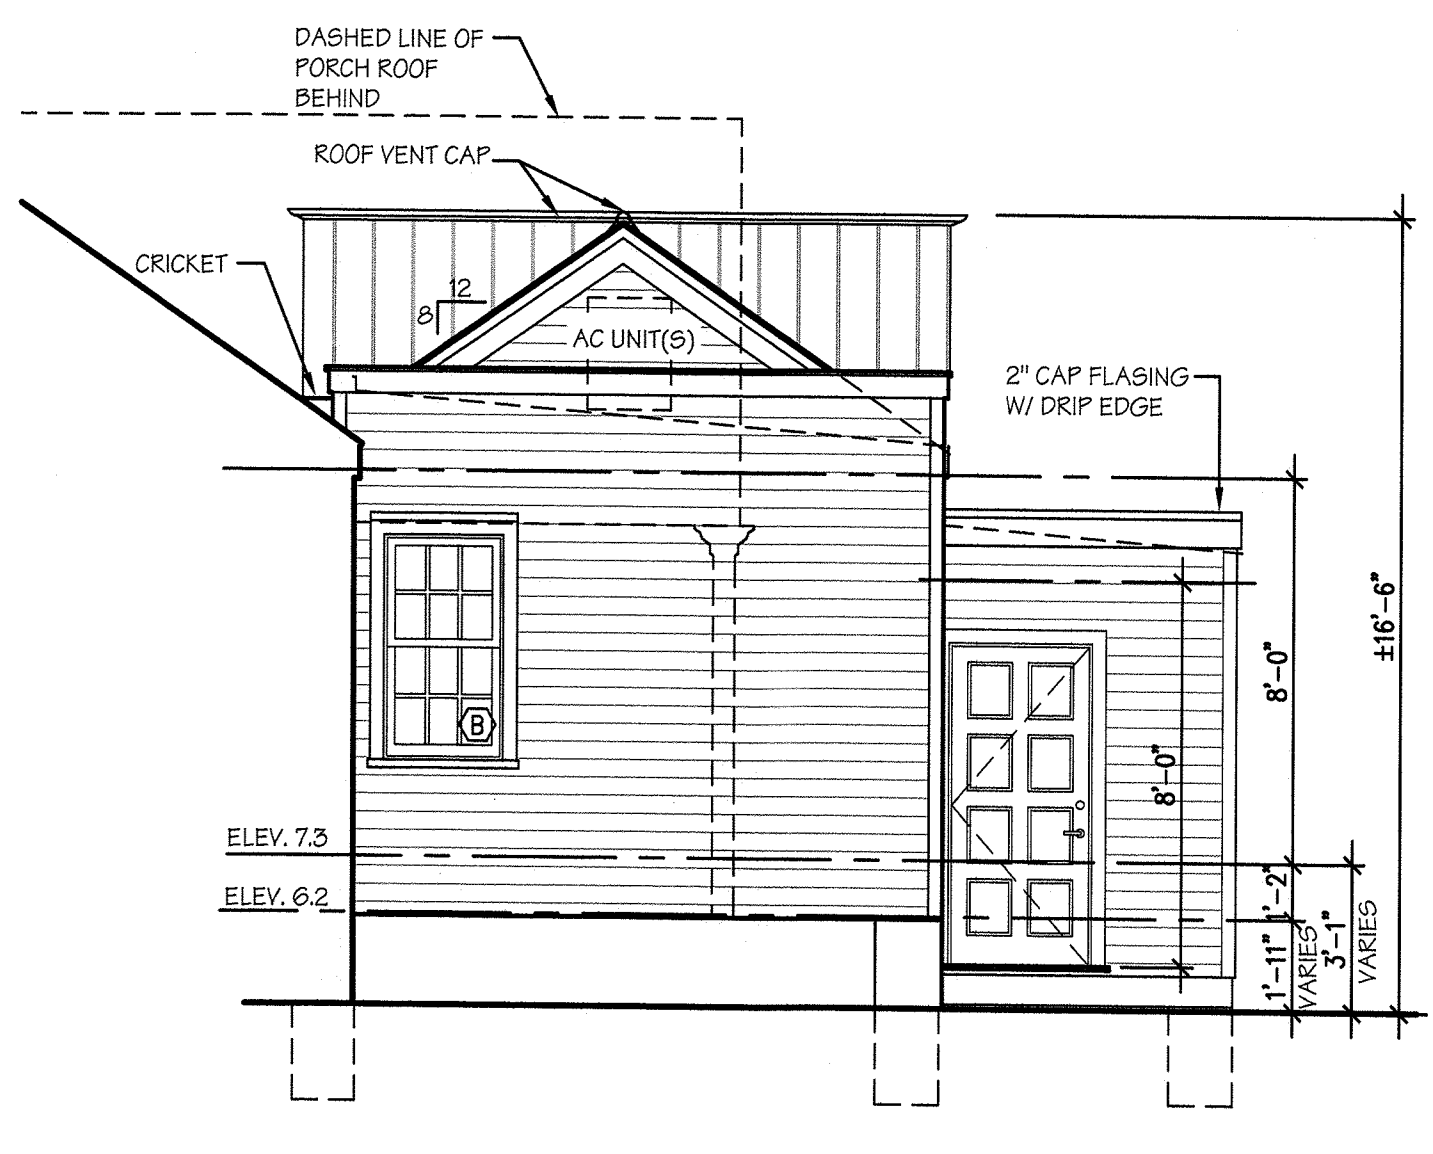 DASHED LINE OF
PORCH ROOF
BEHIND
ROOF VENT CAP
CRICKET
12
8
AC UNIT(S)
2" CAP FLASING
W/ DRIP EDGE
±16'-6"
8'-0"
8'-0"
B
ELEV. 7.3
ELEV. 6.2
1'-2"
1'-11"
VARIES
3'-1"
VARIES